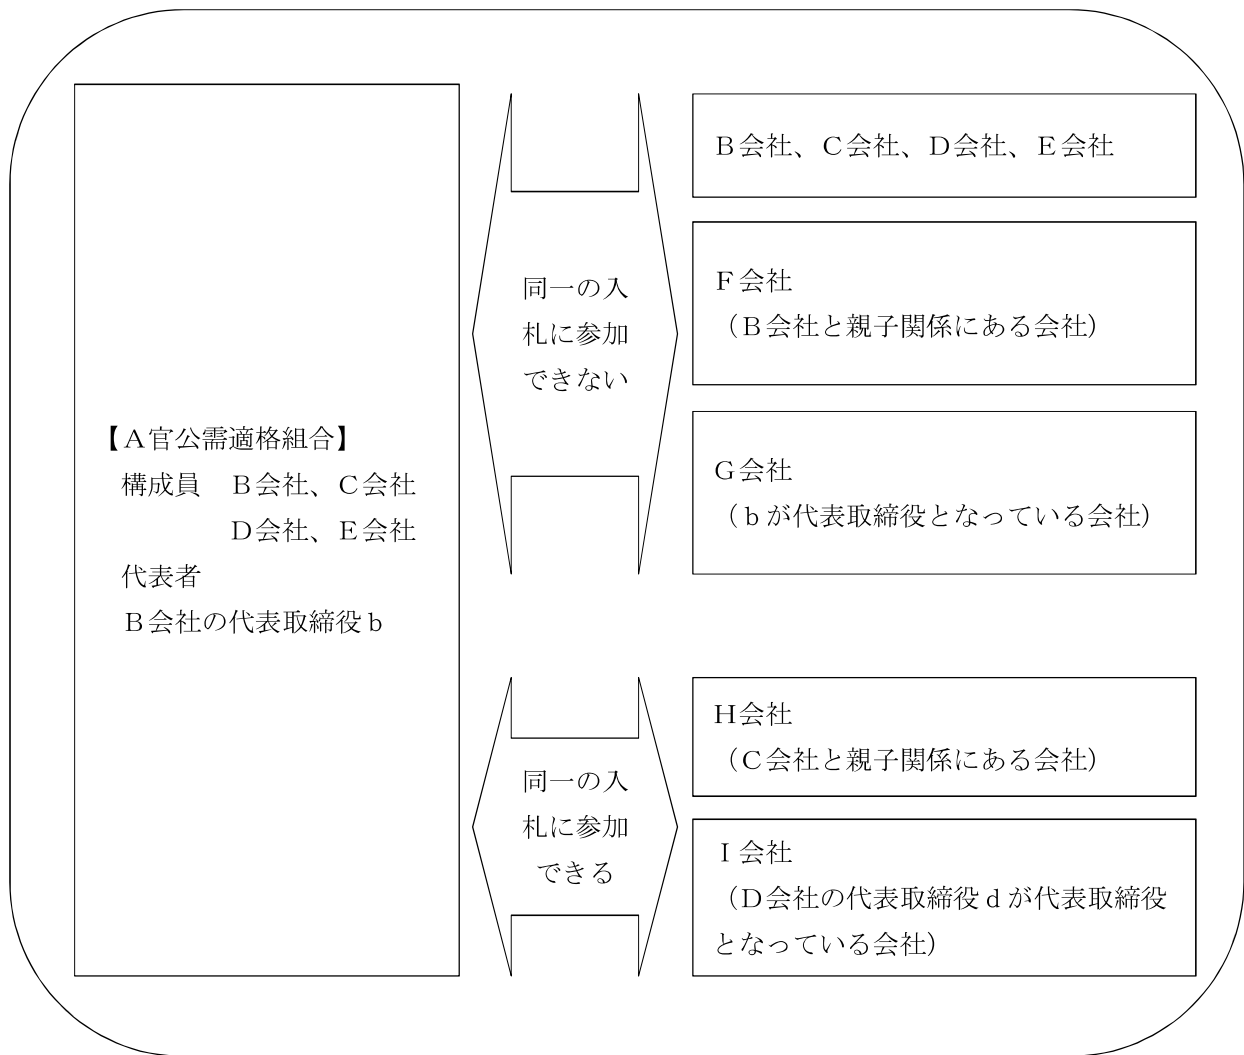 【A官公需適格組合】
構成員　B会社、C会社
D会社、E会社
代表者
B会社の代表取締役b
同一の入
札に参加
できない
B会社、C会社、D会社、E会社
F会社
（B会社と親子関係にある会社）
G会社
（bが代表取締役となっている会社）
同一の入
札に参加
できる
H会社
（C会社と親子関係にある会社）
I会社
（D会社の代表取締役dが代表取締役
となっている会社）